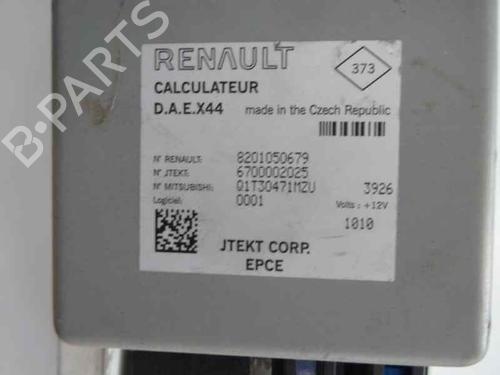 RENAULT
373
CALCULATEUR
D.A.E.X44 made in the Czech Republic
N° RENAULT: 8201050679
N° JTEKT: 6700002025
N° MITSUBISHI: Q1T30471MZU 3926
Logiciel: 0001 Volts : +12V
1010
JTEKT CORP.
EPCE
B-PARTS